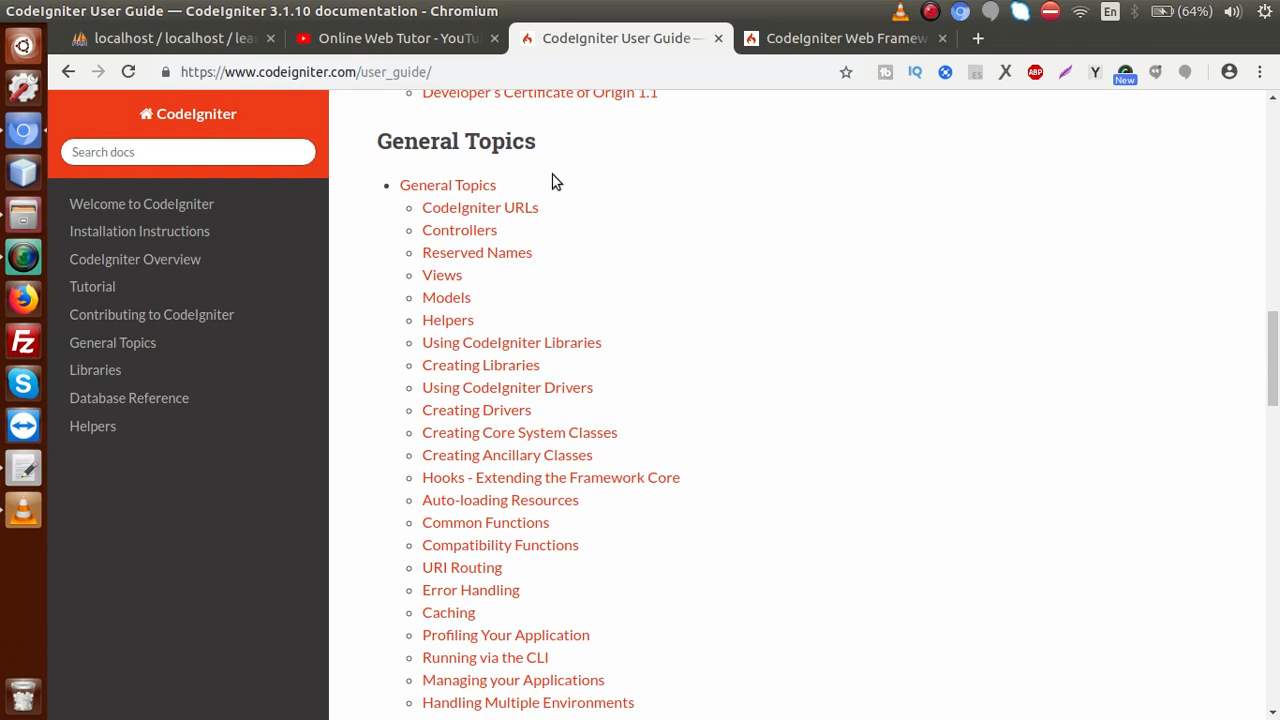 CodeIgniter User Guide — CodeIgniter 3.1.10 documentation - Chromium
En
(64%)
localhost / localhost / lea
Online Web Tutor - YouTu
CodeIgniter User Guide —
CodeIgniter Web Framew
https://www.codeigniter.com/user_guide/
IQ
ABP
Y
New
CodeIgniter
Search docs
Welcome to CodeIgniter
Installation Instructions
CodeIgniter Overview
Tutorial
Contributing to CodeIgniter
General Topics
Libraries
Database Reference
Helpers
Developer's Certificate of Origin 1.1
General Topics
General Topics
CodeIgniter URLs
Controllers
Reserved Names
Views
Models
Helpers
Using CodeIgniter Libraries
Creating Libraries
Using CodeIgniter Drivers
Creating Drivers
Creating Core System Classes
Creating Ancillary Classes
Hooks - Extending the Framework Core
Auto-loading Resources
Common Functions
Compatibility Functions
URI Routing
Error Handling
Caching
Profiling Your Application
Running via the CLI
Managing your Applications
Handling Multiple Environments